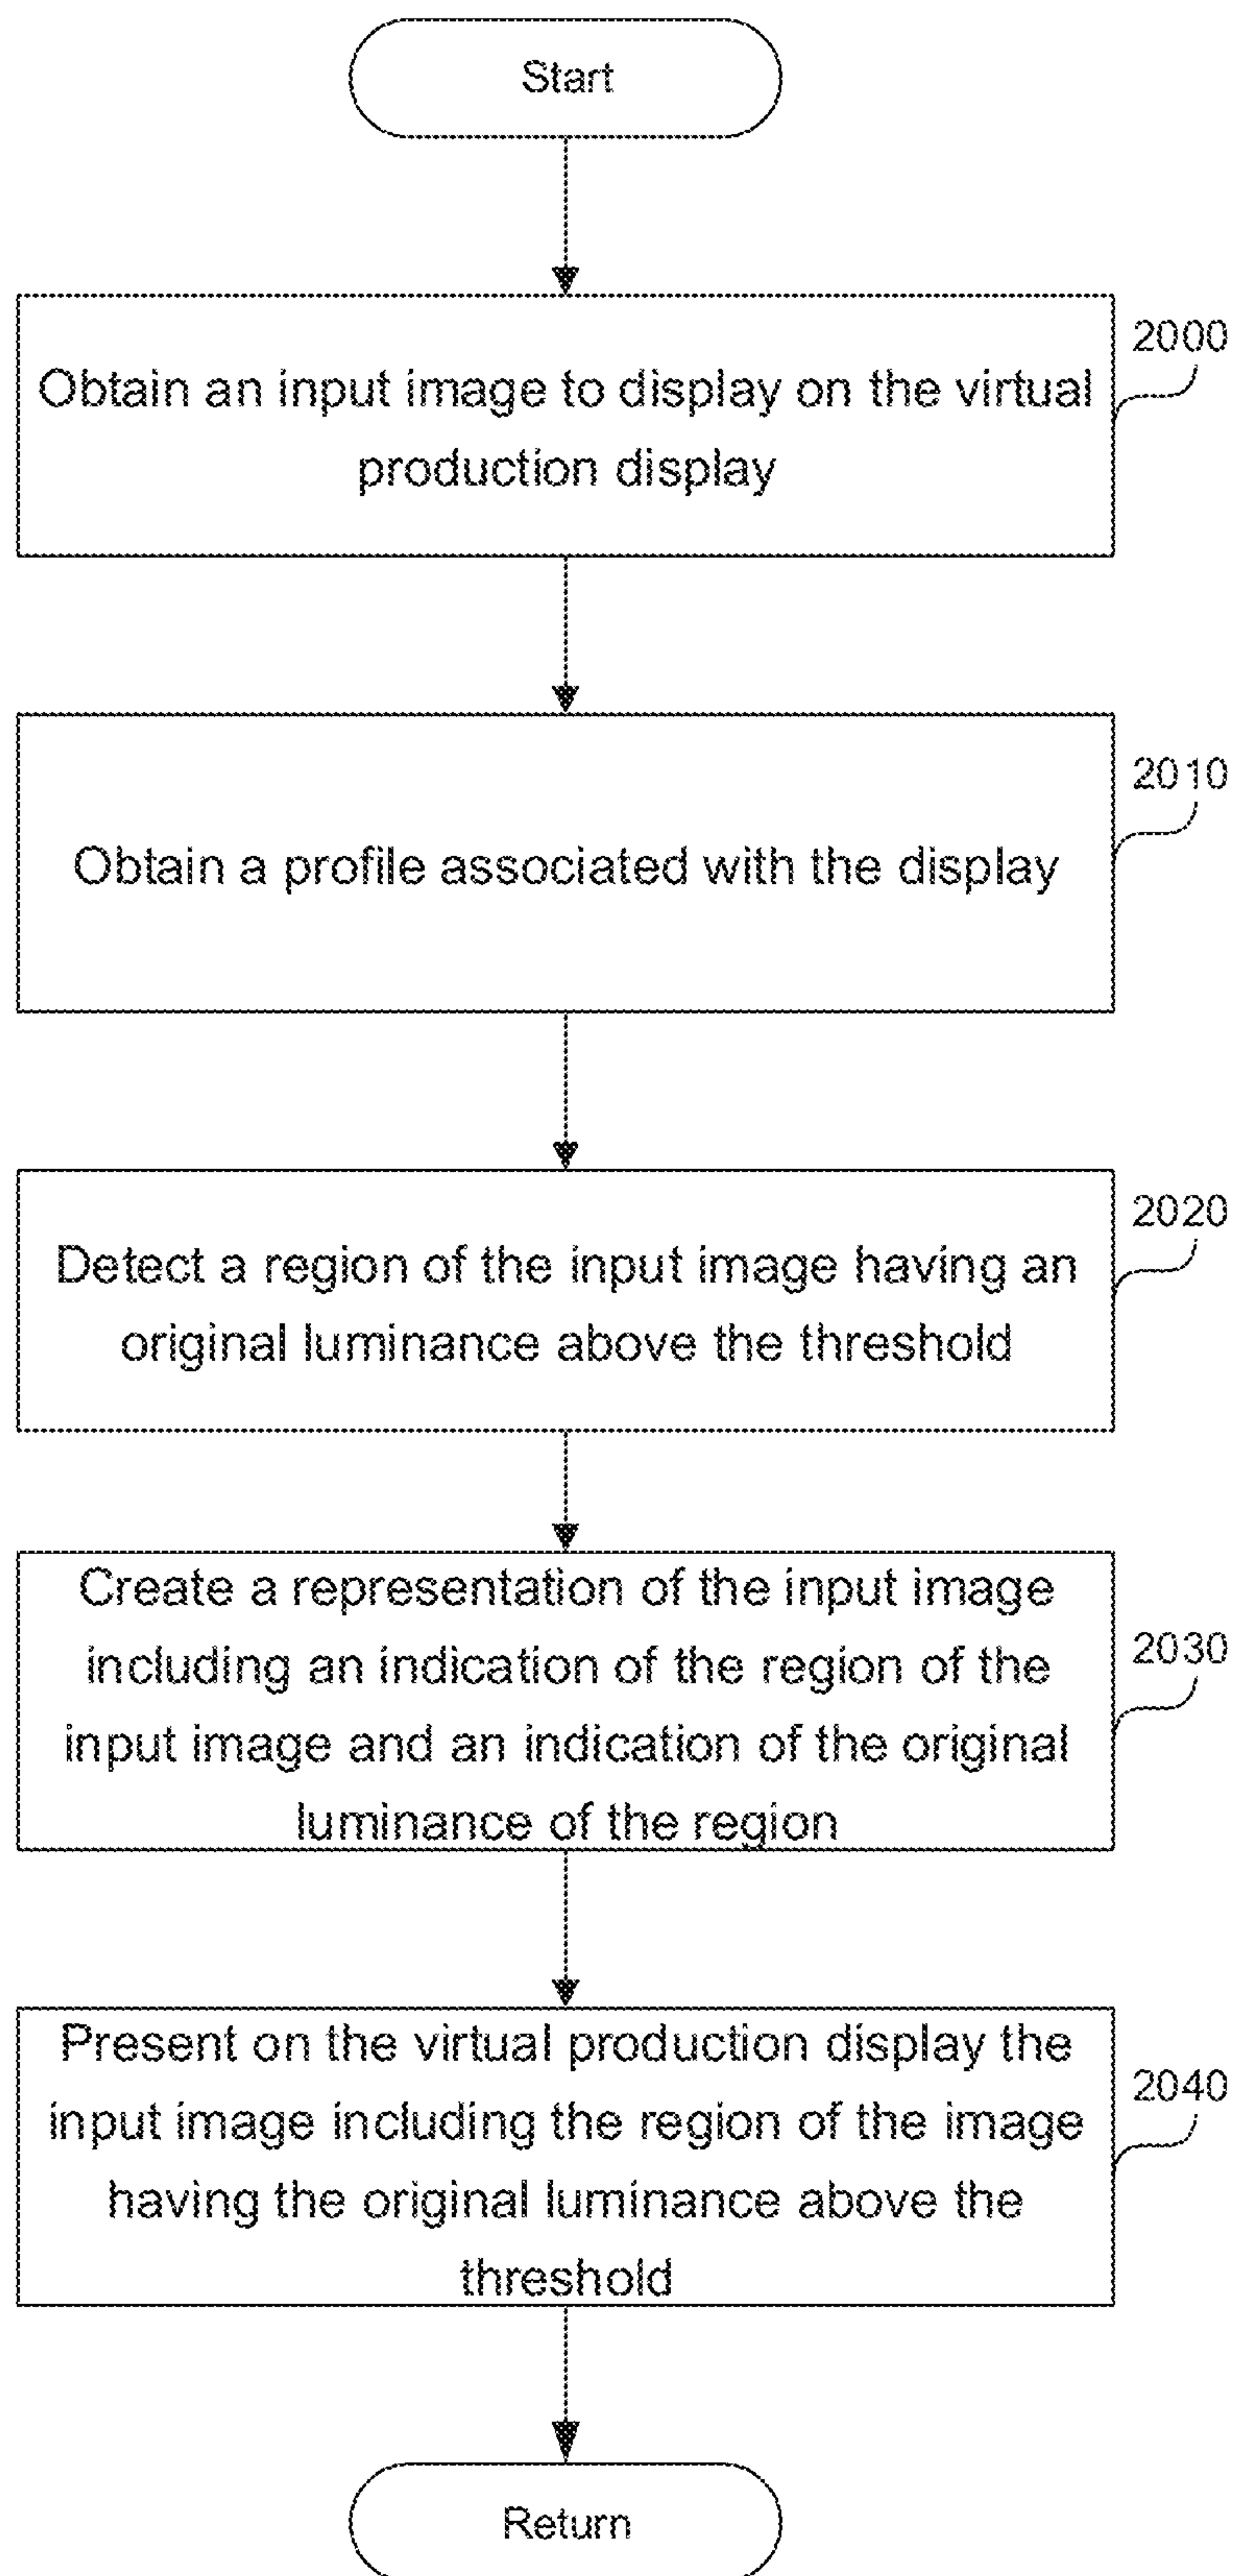 Start
2000
Obtain an input image to display on the virtual
production display
2010
Obtain a profile associated with the display
2020
Detect a region of the input image having an
original luminance above the threshold
2030
Create a representation of the input image
including an indication of the region of the
input image and an indication of the original
luminance of the region
2040
Present on the virtual production display the
input image including the region of the image
having the original luminance above the
threshold
Return